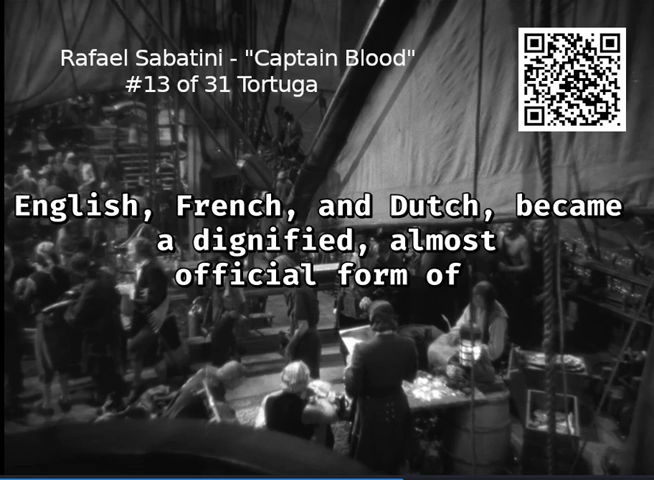 Rafael Sabatini - "Captain Blood"
#13 of 31 Tortuga
English, French, and Dutch, became
a dignified, almost
official form of